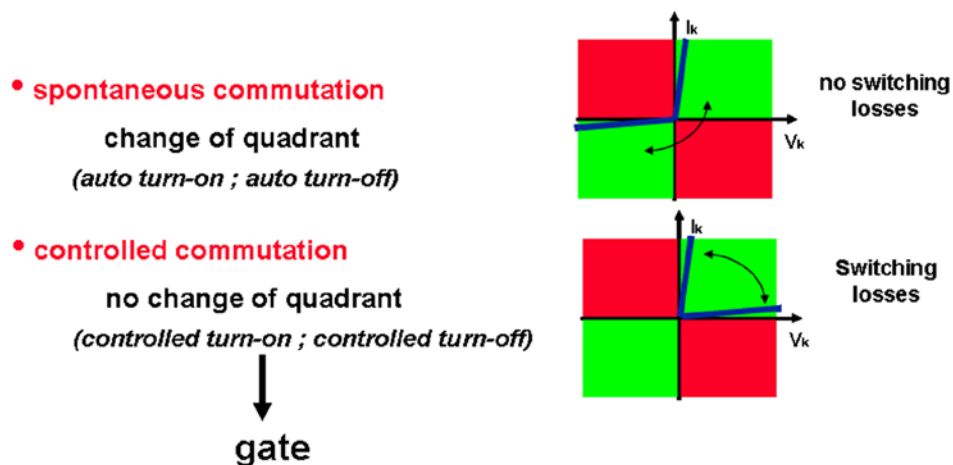 • spontaneous commutation
change of quadrant
(auto turn-on ; auto turn-off)
Ik
Vk
no switching
losses
• controlled commutation
no change of quadrant
(controlled turn-on ; controlled turn-off)
gate
Ik
Vk
Switching
losses